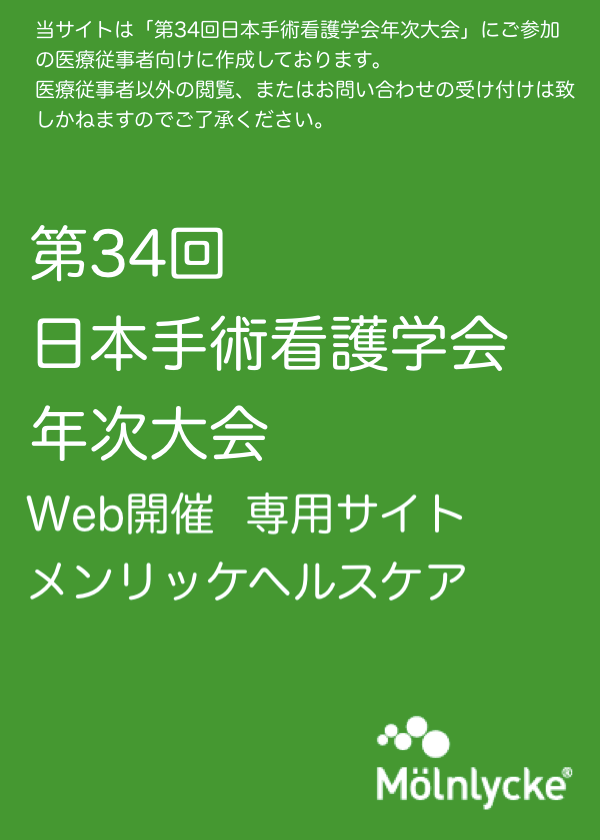 当サイトは「第34回日本手術看護学会年次大会」にご参加
の医療従事者向けに作成しております。
医療従事者以外の閲覧、またはお問い合わせの受け付けは致
しかねますのでご了承ください。
第34回
日本手術看護学会
年次大会
Web開催 専用サイト
メンリッケヘルスケア
Mölnlycke®